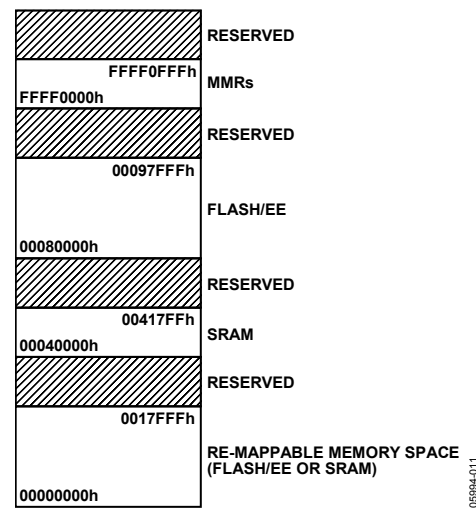 RESERVED
FFFF0FFFh
MMRs
FFFF0000h
RESERVED
00097FFFh
FLASH/EE
00080000h
RESERVED
00417FFh
SRAM
00040000h
RESERVED
0017FFFh
RE-MAPPABLE MEMORY SPACE
(FLASH/EE OR SRAM)
00000000h
05994-011